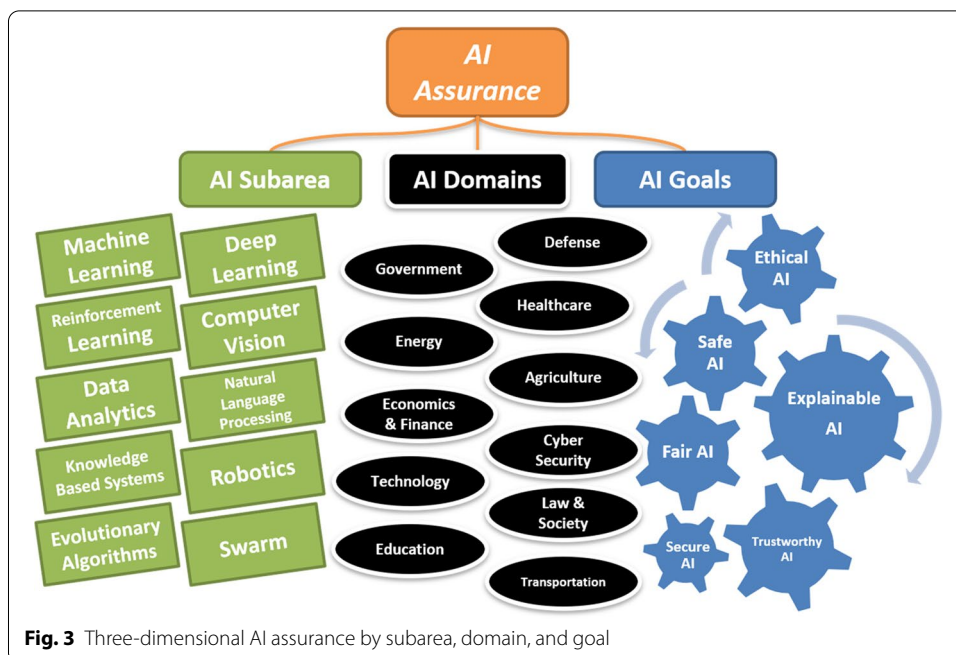 AI
Assurance
AI Subarea
AI Domains
AI Goals
Machine
Learning
Deep
Learning
Reinforcement
Learning
Computer
Vision
Data
Analytics
Natural
Language
Processing
Knowledge
Based Systems
Robotics
Evolutionary
Algorithms
Swarm
Government
Defense
Healthcare
Energy
Agriculture
Economics
& Finance
Cyber
Security
Technology
Law &
Society
Education
Transportation
Ethical
AI
Safe
AI
Explainable
AI
Fair AI
Secure
AI
Trustworthy
AI
Fig. 3 Three-dimensional AI assurance by subarea, domain, and goal